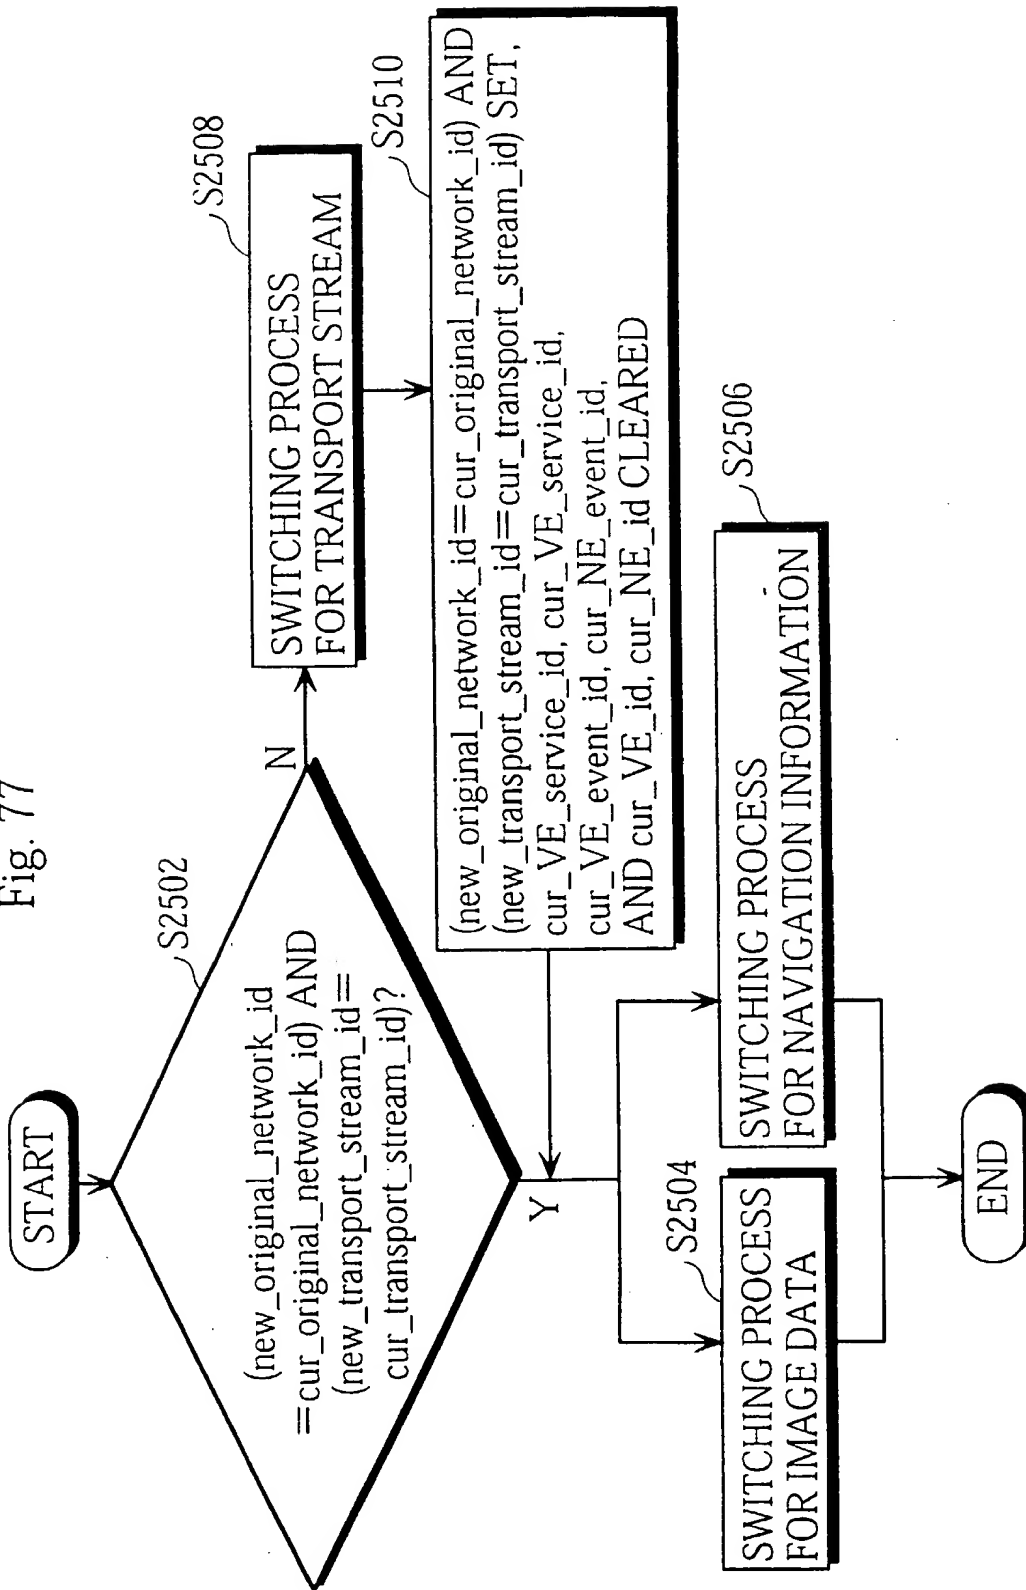 Fig. 77
START
S2502
(new_original_network_id
=cur_original_network_id) AND
(new_transport_stream_id=
cur_transport_stream_id)?
N
Y
S2508
SWITCHING PROCESS
FOR TRANSPORT STREAM
S2510
(new_original_network_id=cur_original_network_id) AND
(new_transport_stream_id=cur_transport_stream_id) SET,
cur_VE_service_id, cur_VE_service_id,
cur_VE_event_id, cur_NE_event_id,
AND cur_VE_id, cur_NE_id CLEARED
S2504
SWITCHING PROCESS
FOR IMAGE DATA
S2506
SWITCHING PROCESS
FOR NAVIGATION INFORMATION
END